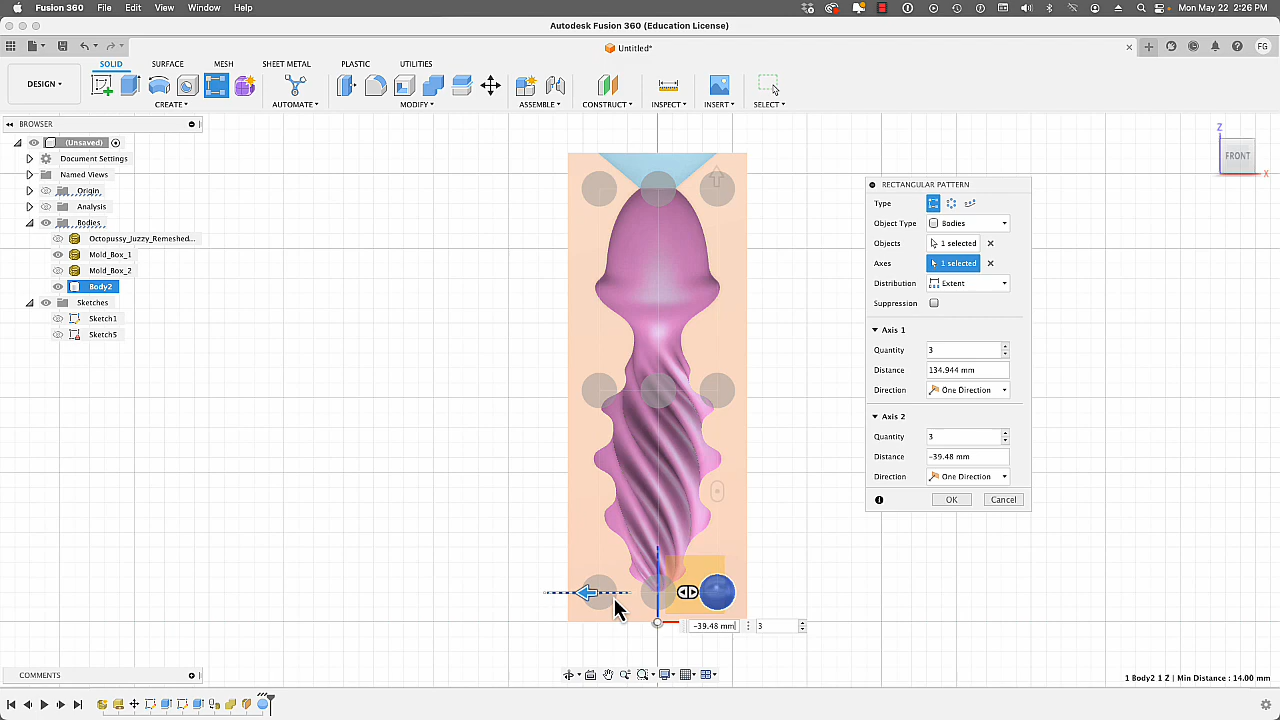 Fusion 360 File Edit View Window Help Mon May 22 2:26 PM
Autodesk Fusion 360 (Education License)
Untitled*
FG
DESIGN
SOLID SURFACE MESH SHEET METAL PLASTIC UTILITIES
CREATE AUTOMATE MODIFY ASSEMBLE CONSTRUCT INSPECT INSERT SELECT
BROWSER
(Unsaved)
Document Settings
Named Views
Origin
Analysis
Bodies
Octopussy_Juzzy_Remeshed...
Mold_Box_1
Mold_Box_2
Body2
Sketches
Sketch1
Sketch5
Z
FRONT
X
RECTANGULAR PATTERN
Type
Object Type Bodies
Objects 1 selected
Axes 1 selected
Distribution Extent
Suppression
Axis 1
Quantity 3
Distance 134.944 mm
Direction One Direction
Axis 2
Quantity 3
Distance -39.48 mm
Direction One Direction
OK Cancel
-39.48 mm 3
COMMENTS
1 Body2 1 Z | Min Distance : 14.00 mm